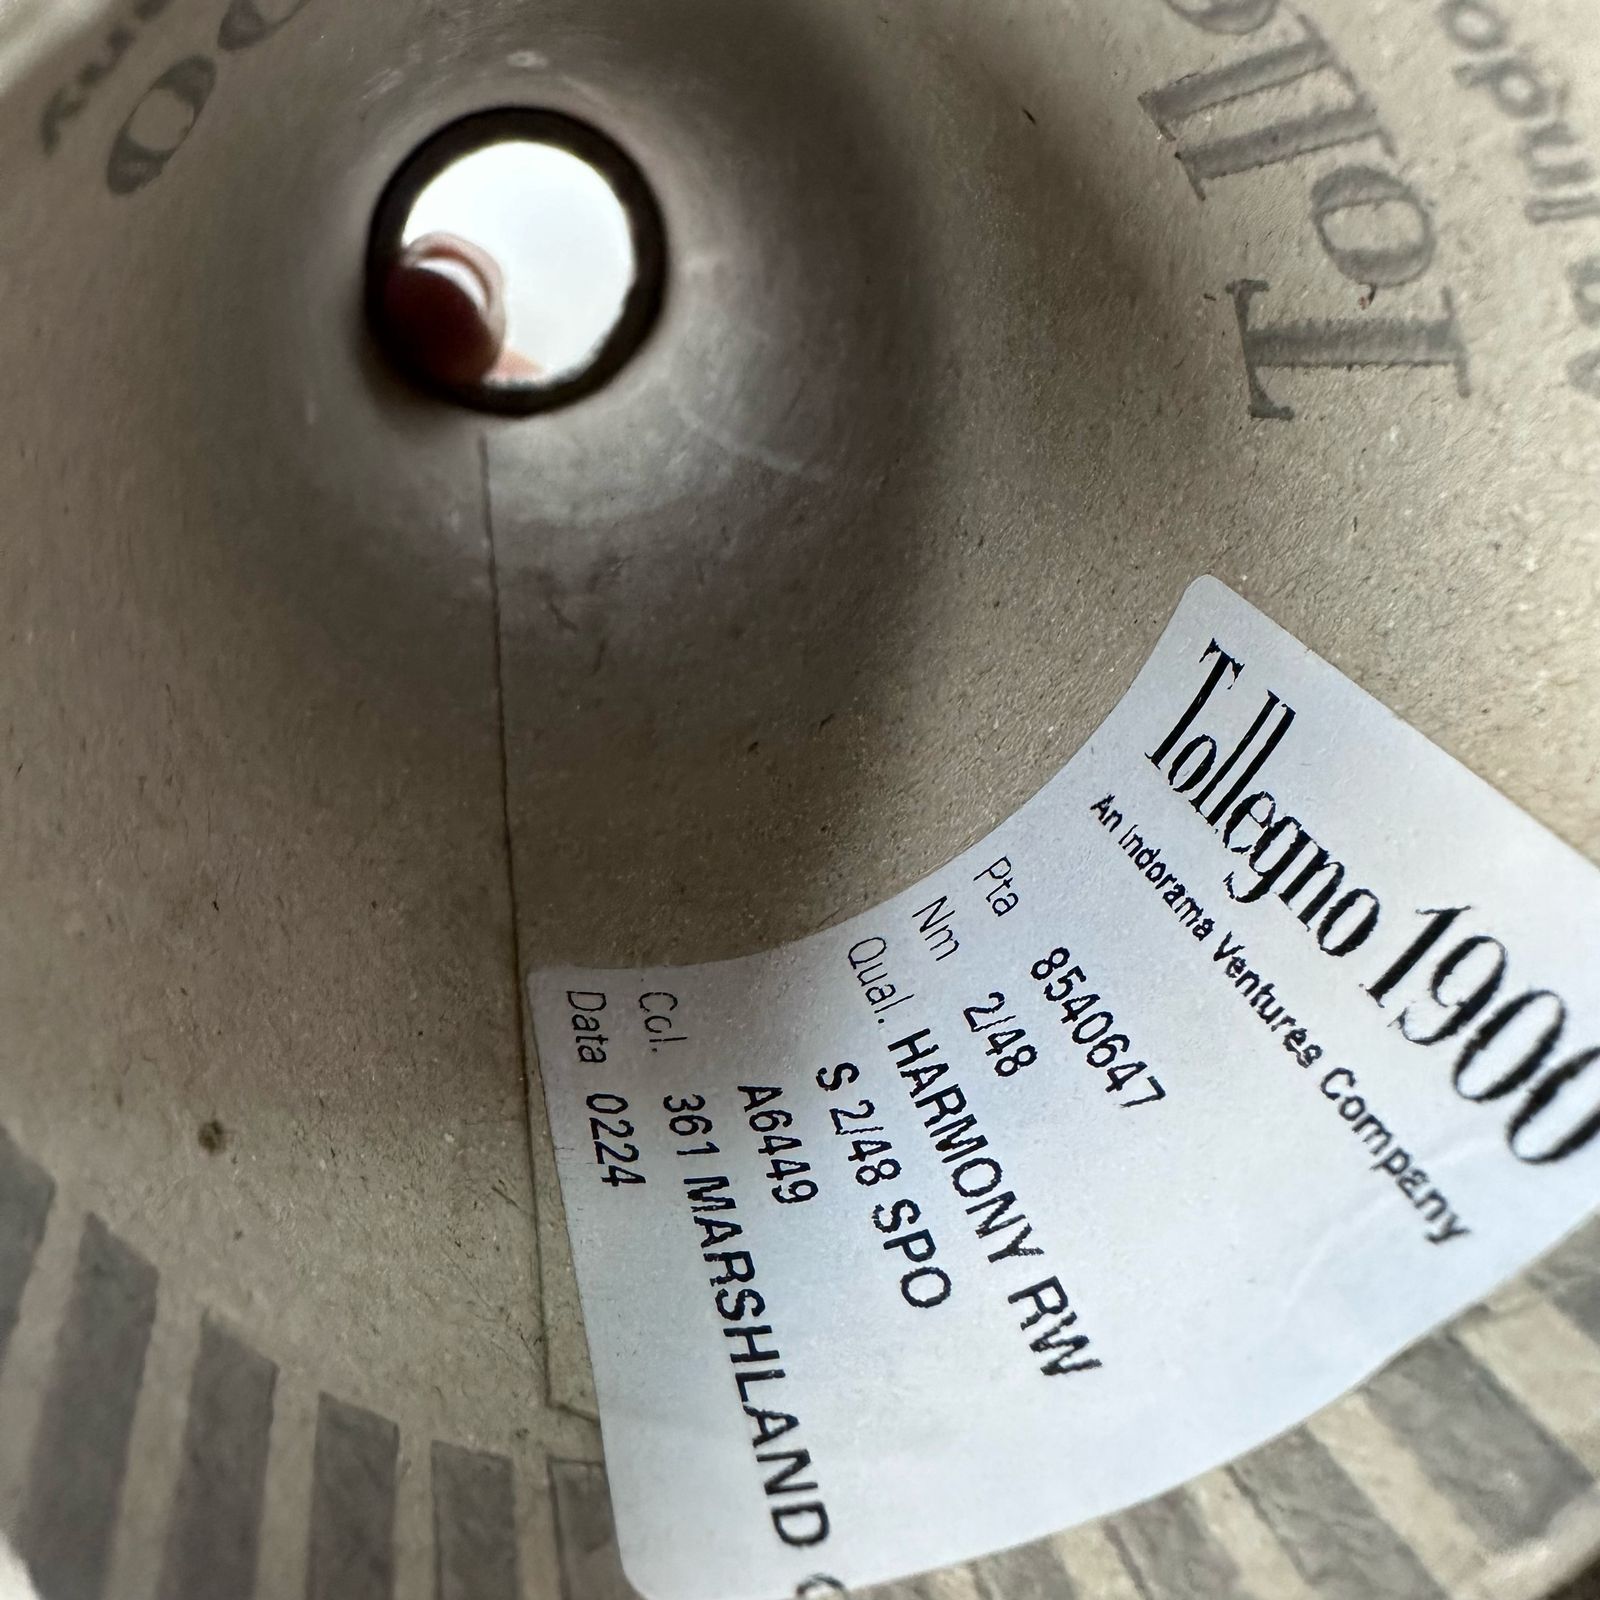 Tollegno 1900
An Indorama Ventures Company
Pta 8540647
Nm 2/48
Qual. HARMONY RW
S 2/48 SPO
A6449
Col. 361 MARSHLAND
Data 0224